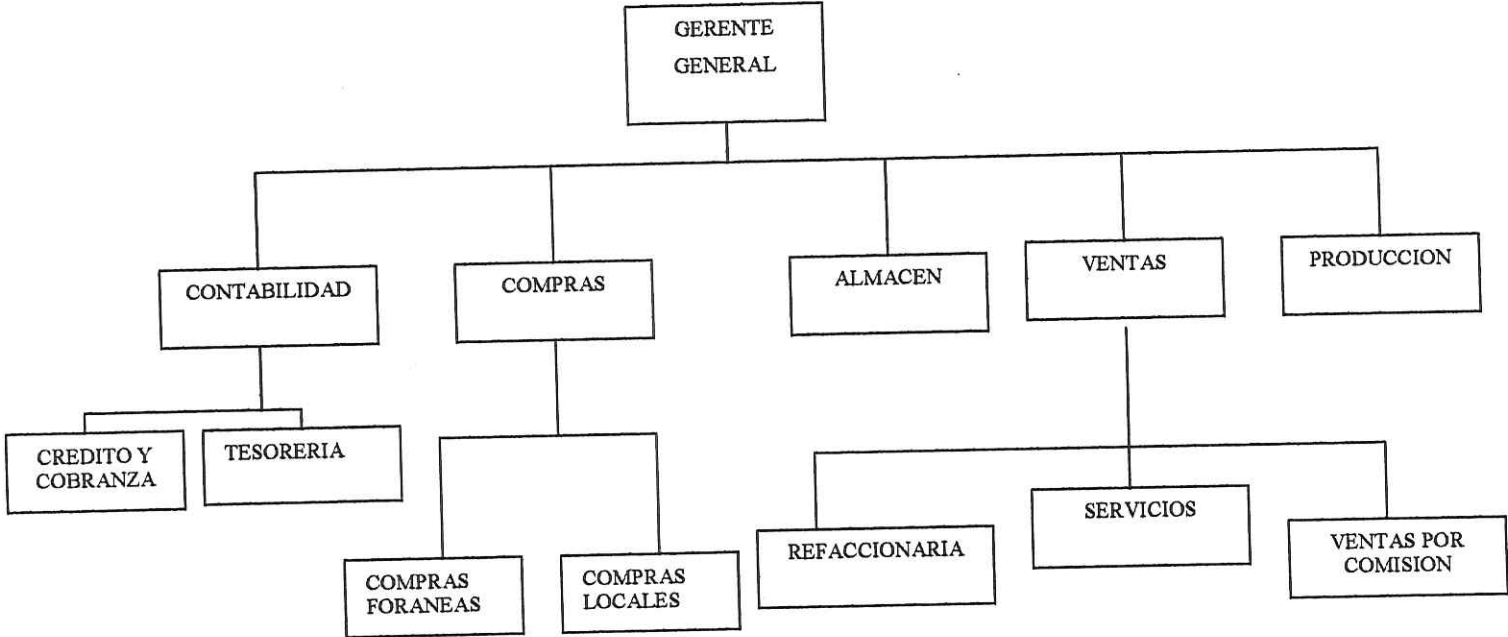 GERENTE
GENERAL
CONTABILIDAD
COMPRAS
ALMACEN
VENTAS
PRODUCCION
CREDITO Y
COBRANZA
TESORERIA
COMPRAS
FORANEAS
COMPRAS
LOCALES
REFACCIONARIA
SERVICIOS
VENTAS POR
COMISION